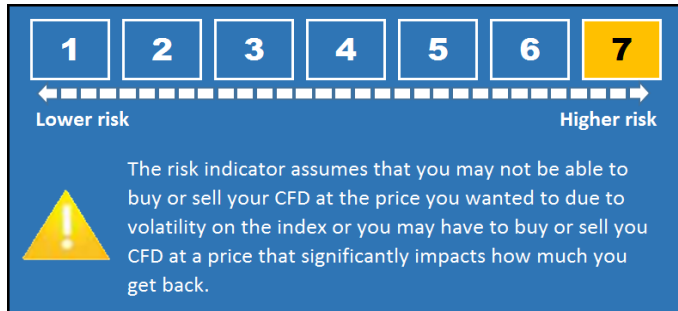 1 2 3 4 5 6 7
Lower risk Higher risk
The risk indicator assumes that you may not be able to
buy or sell your CFD at the price you wanted to due to
volatility on the index or you may have to buy or sell you
CFD at a price that significantly impacts how much you
get back.